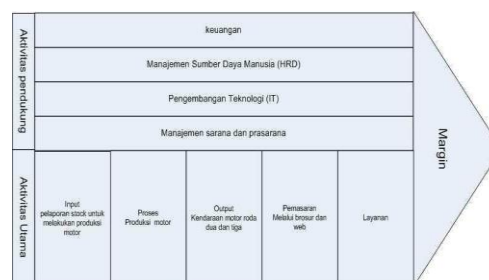 Aktivitas pendukung
keuangan
Manajemen Sumber Daya Manusia (HRD)
Pengembangan Teknologi (IT)
Manajemen sarana dan prasarana
Margin
Aktivitas Utama
Input
pelaporan stock untuk
melakukan produksi
motor
Proses
Produksi motor
Output
Kendaraan motor roda
dua dan tiga
Pemasaran
Melalui brosur dan
web
Layanan